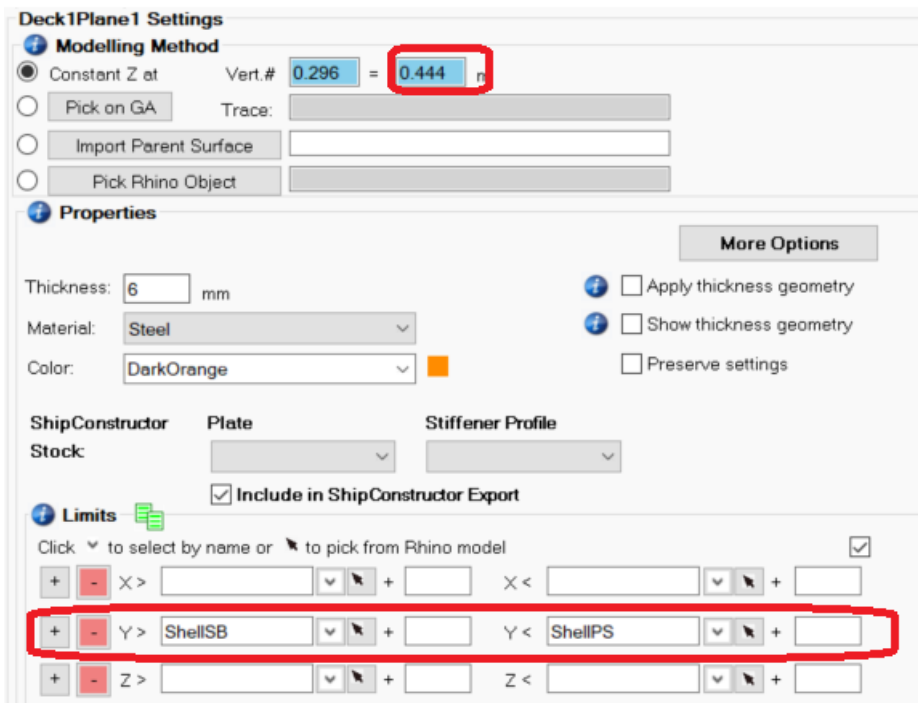 Deck1Plane1 Settings
Modelling Method
Constant Z at Vert.# 0.296 = 0.444 m
Pick on GA Trace:
Import Parent Surface
Pick Rhino Object
Properties
More Options
Thickness: 6 mm Apply thickness geometry
Material: Steel Show thickness geometry
Color: DarkOrange Preserve settings
ShipConstructor Plate Stiffener Profile
Stock:
Include in ShipConstructor Export
Limits
Click to select by name or to pick from Rhino model
+ - X > + X < +
+ - Y > ShellSB + Y < ShellPS +
+ - Z > + Z < +